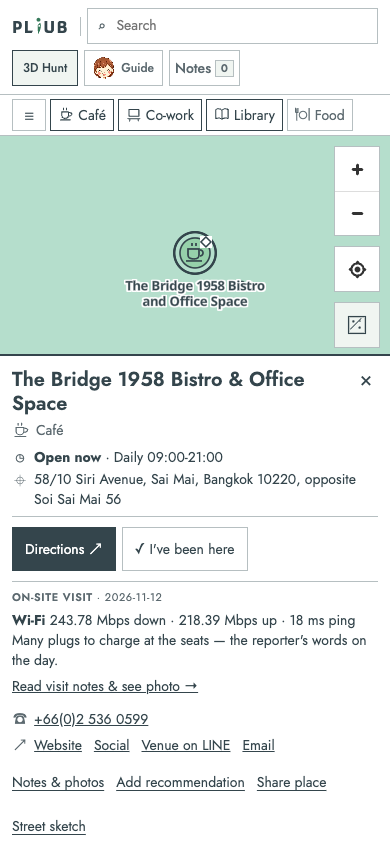 PLiUB
Search
3D Hunt
Guide
Notes 0
Café
Co-work
Library
Food
The Bridge 1958 Bistro
and Office Space
The Bridge 1958 Bistro & Office
Space
Café
Open now · Daily 09:00-21:00
58/10 Siri Avenue, Sai Mai, Bangkok 10220, opposite
Soi Sai Mai 56
Directions ↗
✓ I've been here
ON-SITE VISIT · 2026-11-12
Wi-Fi 243.78 Mbps down · 218.39 Mbps up · 18 ms ping
Many plugs to charge at the seats — the reporter's words on
the day.
Read visit notes & see photo →
+66(0)2 536 0599
↗ Website Social Venue on LINE Email
Notes & photos Add recommendation Share place
Street sketch